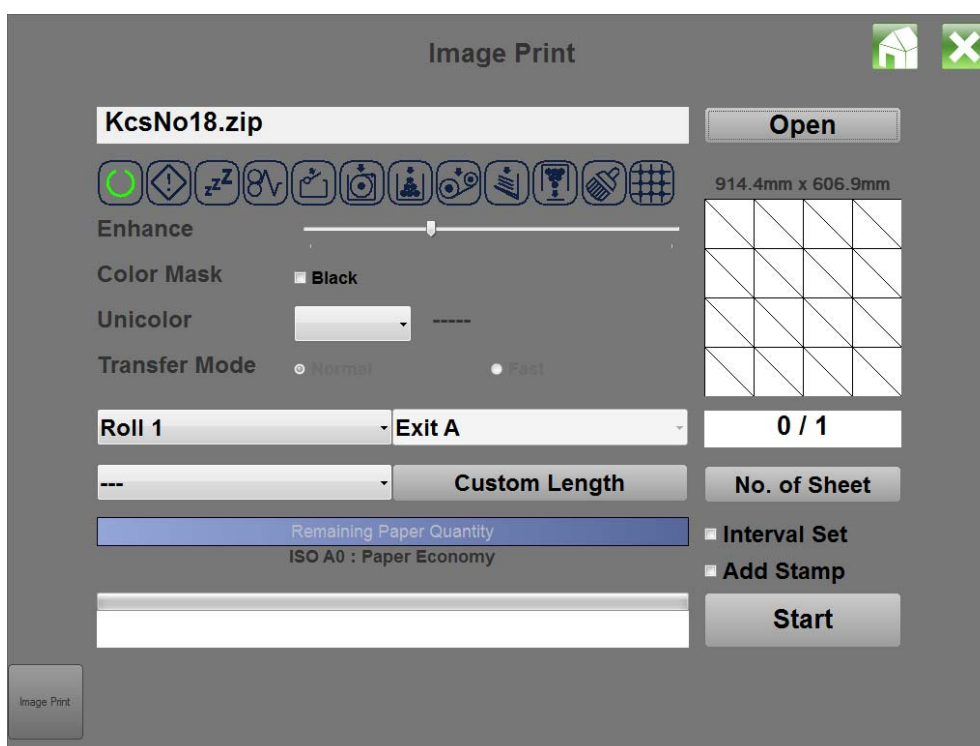 Image Print
KcsNo18.zip
Open
zzZ
914.4mm x 606.9mm
Enhance
Color Mask
Black
Unicolor
-----
Transfer Mode
Normal
Fast
Roll 1
Exit A
0 / 1
---
Custom Length
No. of Sheet
Remaining Paper Quantity
Interval Set
ISO A0 : Paper Economy
Add Stamp
Start
Image Print